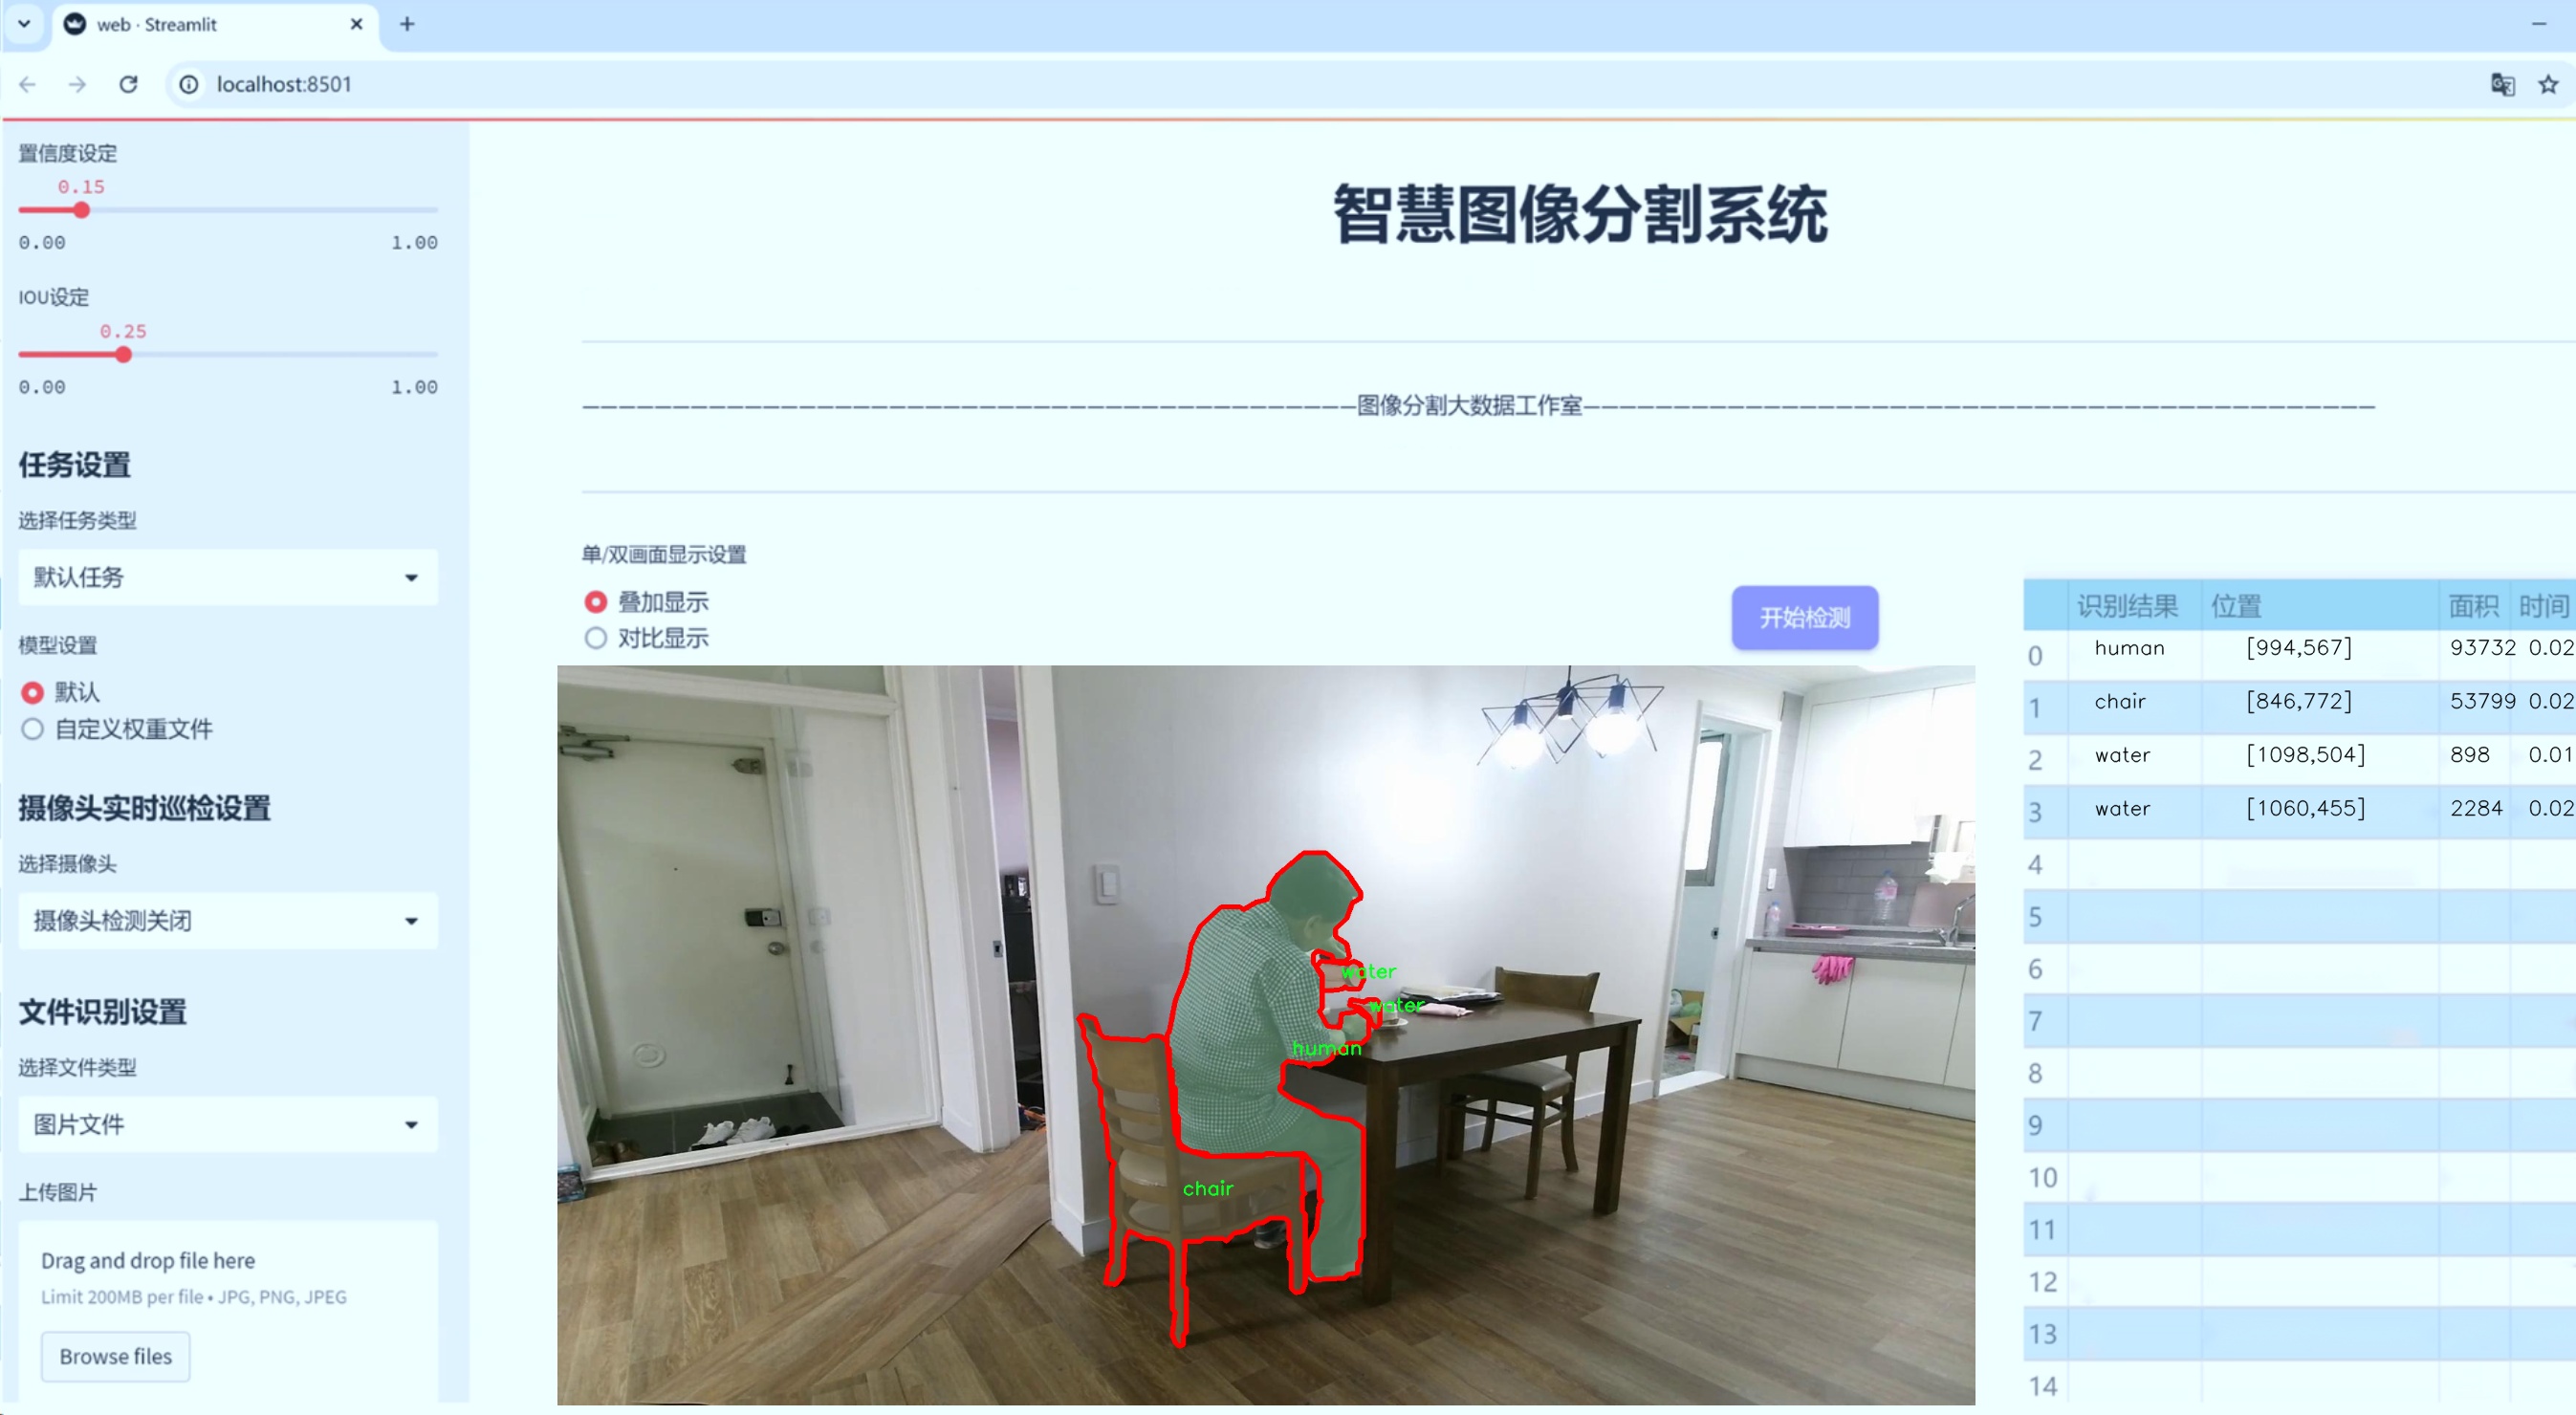 web · Streamlit
localhost:8501
置信度设定
0.15
0.00 1.00
IOU设定
0.25
0.00 1.00
任务设置
选择任务类型
默认任务
模型设置
默认
自定义权重文件
摄像头实时巡检设置
选择摄像头
摄像头检测关闭
文件识别设置
选择文件类型
图片文件
上传图片
Drag and drop file here
Limit 200MB per file • JPG, PNG, JPEG
Browse files
智慧图像分割系统
图像分割大数据工作室
单/双画面显示设置
叠加显示
对比显示
开始检测
water
water
human
chair
识别结果 位置 面积 时间
0 human [994,567] 93732 0.02
1 chair [846,772] 53799 0.02
2 water [1098,504] 898 0.01
3 water [1060,455] 2284 0.02
4
5
6
7
8
9
10
11
12
13
14